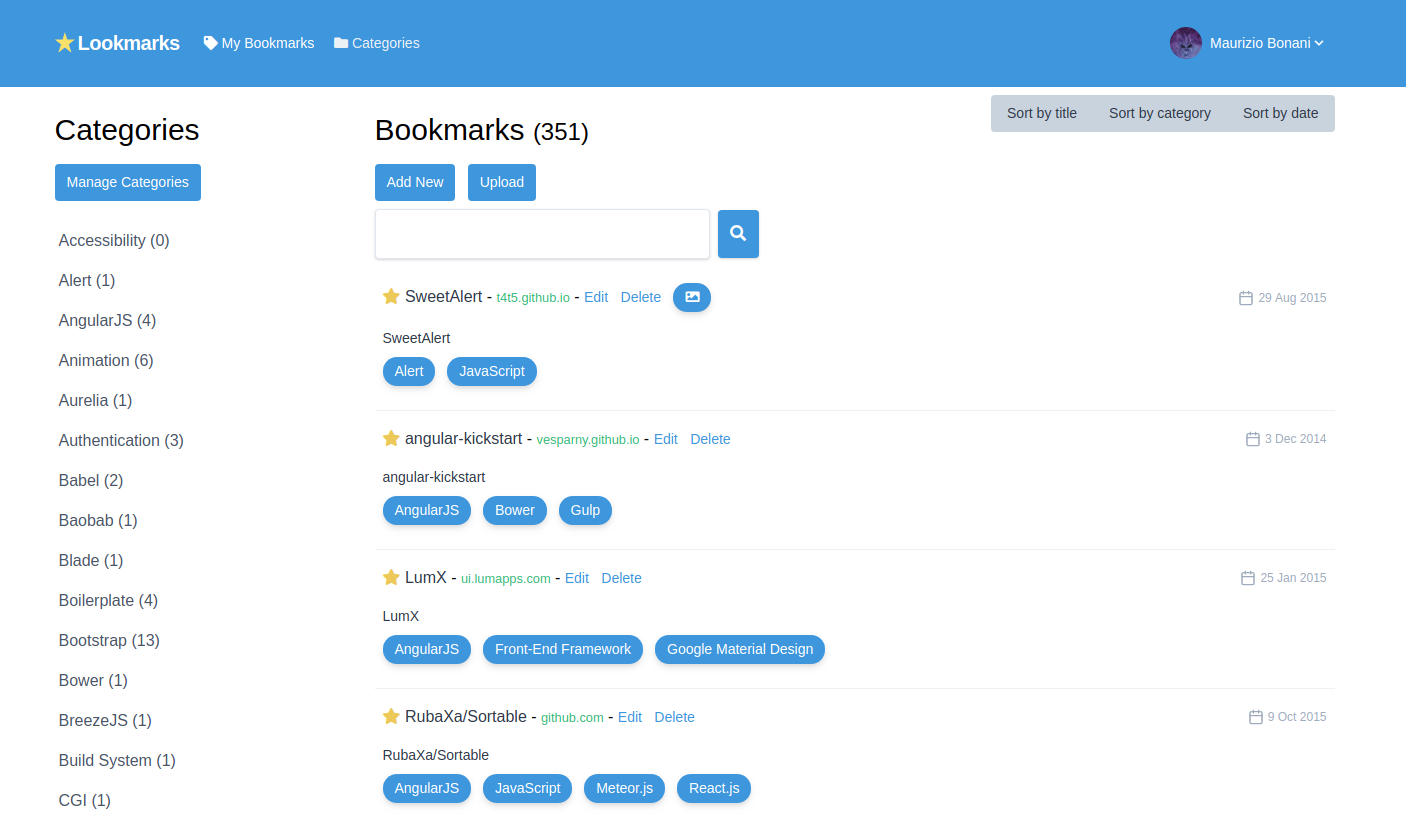 Lookmarks My Bookmarks Categories Maurizio Bonani
Categories
Manage Categories
Accessibility (0)
Alert (1)
AngularJS (4)
Animation (6)
Aurelia (1)
Authentication (3)
Babel (2)
Baobab (1)
Blade (1)
Boilerplate (4)
Bootstrap (13)
Bower (1)
BreezeJS (1)
Build System (1)
CGI (1)
Bookmarks (351)
Sort by title Sort by category Sort by date
Add New Upload
SweetAlert - t4t5.github.io - Edit Delete 29 Aug 2015
SweetAlert
Alert JavaScript
angular-kickstart - vesparny.github.io - Edit Delete 3 Dec 2014
angular-kickstart
AngularJS Bower Gulp
LumX - ui.lumapps.com - Edit Delete 25 Jan 2015
LumX
AngularJS Front-End Framework Google Material Design
RubaXa/Sortable - github.com - Edit Delete 9 Oct 2015
RubaXa/Sortable
AngularJS JavaScript Meteor.js React.js